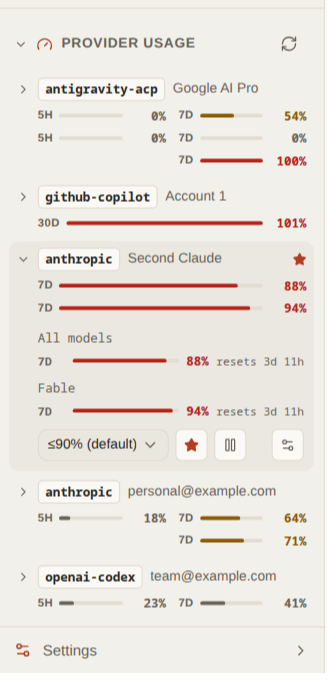 PROVIDER USAGE
antigravity-acp Google AI Pro
5H 0% 7D 54%
5H 0% 7D 0%
7D 100%
github-copilot Account 1
30D 101%
anthropic Second Claude
7D 88%
7D 94%
All models
7D 88% resets 3d 11h
Fable
7D 94% resets 3d 11h
≤90% (default)
anthropic personal@example.com
5H 18% 7D 64%
7D 71%
openai-codex team@example.com
5H 23% 7D 41%
Settings